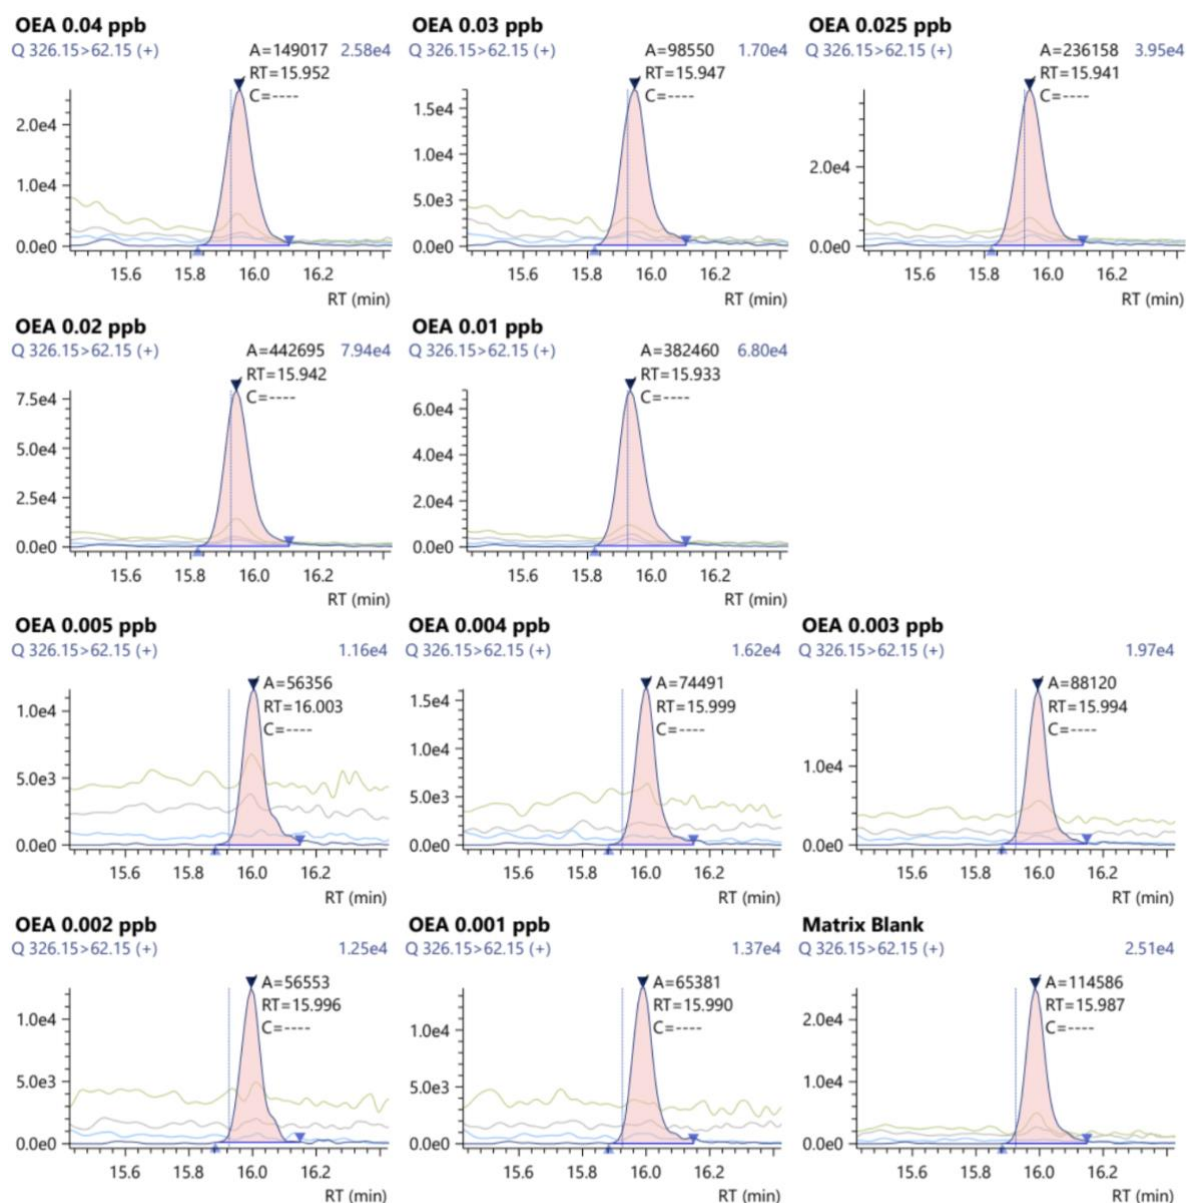 OEA 0.04 ppb
Q 326.15>62.15 (+)
A=149017 2.58e4
RT=15.952
C=----
2.0e4
1.0e4
0.0e0
15.6 15.8 16.0 16.2
RT (min)
OEA 0.03 ppb
Q 326.15>62.15 (+)
A=98550 1.70e4
RT=15.947
C=----
1.5e4
1.0e4
5.0e3
0.0e0
15.6 15.8 16.0 16.2
RT (min)
OEA 0.025 ppb
Q 326.15>62.15 (+)
A=236158 3.95e4
RT=15.941
C=----
2.0e4
0.0e0
15.6 15.8 16.0 16.2
RT (min)
OEA 0.02 ppb
Q 326.15>62.15 (+)
A=442695 7.94e4
RT=15.942
C=----
7.5e4
5.0e4
2.5e4
0.0e0
15.6 15.8 16.0 16.2
RT (min)
OEA 0.01 ppb
Q 326.15>62.15 (+)
A=382460 6.80e4
RT=15.933
C=----
6.0e4
4.0e4
2.0e4
0.0e0
15.6 15.8 16.0 16.2
RT (min)
OEA 0.005 ppb
Q 326.15>62.15 (+) 1.16e4
A=56356
RT=16.003
C=----
1.0e4
5.0e3
0.0e0
15.6 15.8 16.0 16.2
RT (min)
OEA 0.004 ppb
Q 326.15>62.15 (+) 1.62e4
A=74491
RT=15.999
C=----
1.5e4
1.0e4
5.0e3
0.0e0
15.6 15.8 16.0 16.2
RT (min)
OEA 0.003 ppb
Q 326.15>62.15 (+) 1.97e4
A=88120
RT=15.994
C=----
1.0e4
0.0e0
15.6 15.8 16.0 16.2
RT (min)
OEA 0.002 ppb
Q 326.15>62.15 (+) 1.25e4
A=56553
RT=15.996
C=----
1.0e4
5.0e3
0.0e0
15.6 15.8 16.0 16.2
RT (min)
OEA 0.001 ppb
Q 326.15>62.15 (+) 1.37e4
A=65381
RT=15.990
C=----
1.0e4
5.0e3
0.0e0
15.6 15.8 16.0 16.2
RT (min)
Matrix Blank
Q 326.15>62.15 (+) 2.51e4
A=114586
RT=15.987
C=----
2.0e4
1.0e4
0.0e0
15.6 15.8 16.0 16.2
RT (min)